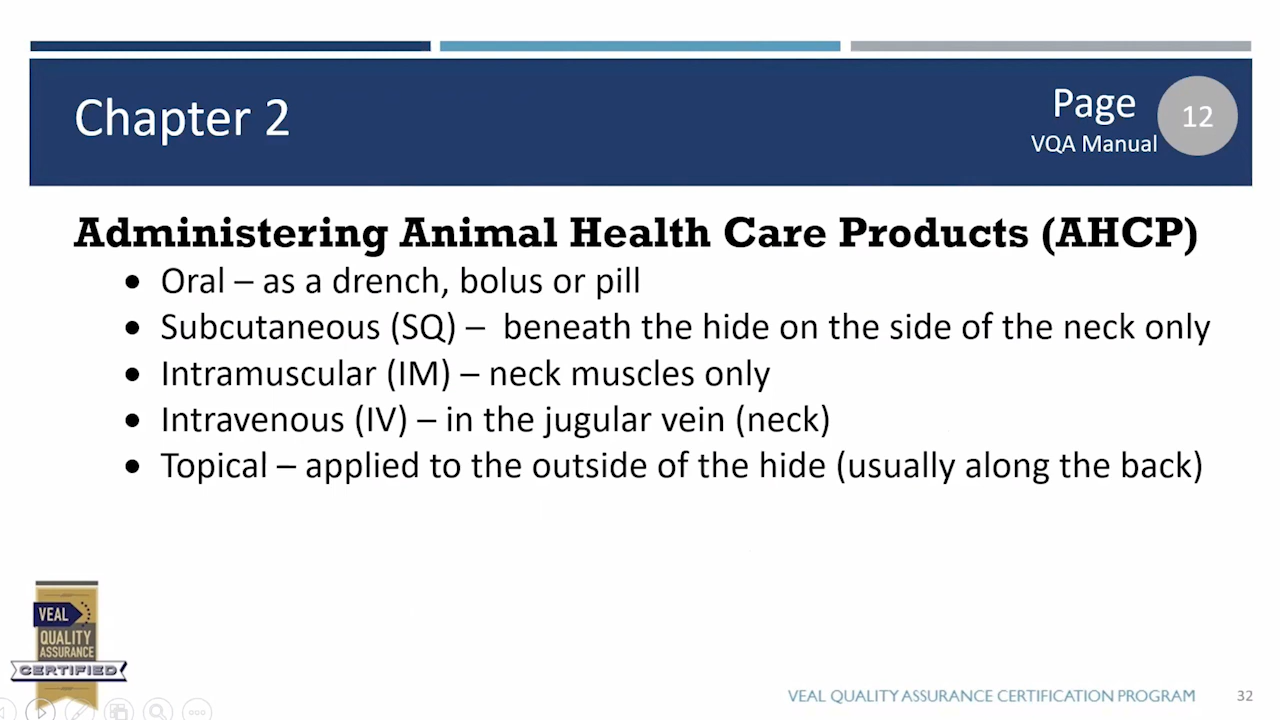 Chapter 2
Page
VQA Manual
12
Administering Animal Health Care Products (AHCP)
• Oral – as a drench, bolus or pill
• Subcutaneous (SQ) – beneath the hide on the side of the neck only
• Intramuscular (IM) – neck muscles only
• Intravenous (IV) – in the jugular vein (neck)
• Topical – applied to the outside of the hide (usually along the back)
VEAL
QUALITY
ASSURANCE
CERTIFIED
VEAL QUALITY ASSURANCE CERTIFICATION PROGRAM
32